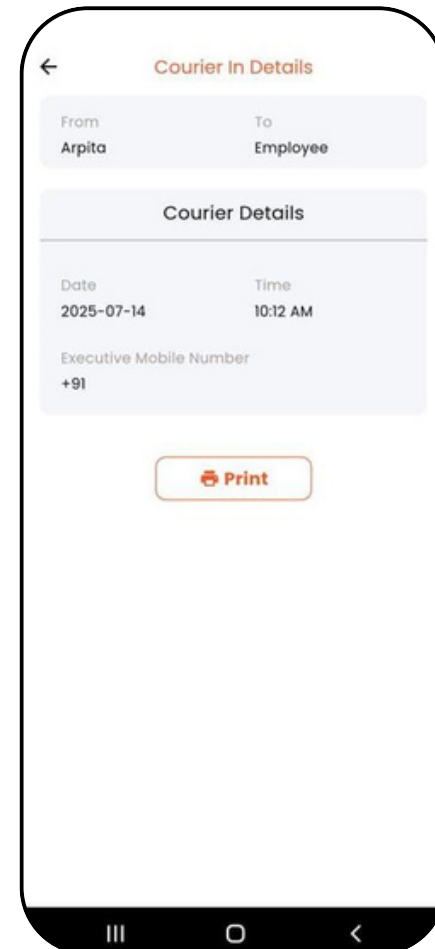 Courier In Details
From To
Arpita Employee
Courier Details
Date Time
2025-07-14 10:12 AM
Executive Mobile Number
+91
Print